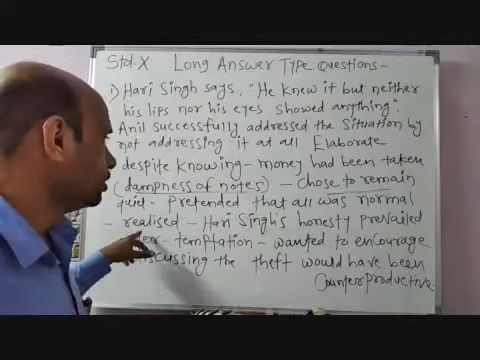 Std. X Long Answer Type Questions -
1) Hari Singh says, "He knew it but neither
his lips nor his eyes showed anything".
Anil successfully addressed the situation by
not addressing it at all Elaborate
despite knowing - money had been taken
(dampness of notes) - chose to remain
quiet - Pretended that all was normal
- realised - Hari Singh's honesty prevailed
temptation - wanted to encourage
discussing the theft would have been
Counterproductive.